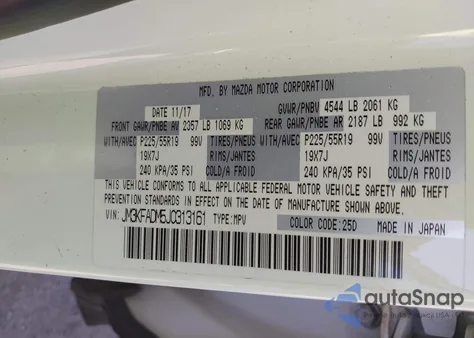 MFD. BY MAZDA MOTOR CORPORATION
DATE 11/17 GVWR/PNBV 4544 LB 2061 KG
FRONT GAWR/PNBE AV 2357 LB 1069 KG REAR GAWR/PNBE AR 2187 LB 992 KG
WITH/AVEC P225/55R19 99V TIRES/PNEUS WITH/AVEC P225/55R19 99V TIRES/PNEUS
19X7J RIMS/JANTES 19X7J RIMS/JANTES
240 KPA/35 PSI COLD/A FROID 240 KPA/35 PSI COLD/A FROID
THIS VEHICLE CONFORMS TO ALL APPLICABLE FEDERAL MOTOR VEHICLE SAFETY AND THEFT
PREVENTION STANDARDS IN EFFECT ON THE DATE OF MANUFACTURE SHOWN ABOVE.
VIN: JM3KFADM5J0313161 TYPE: MPV COLOR CODE: 25D MADE IN JAPAN
autoSnap